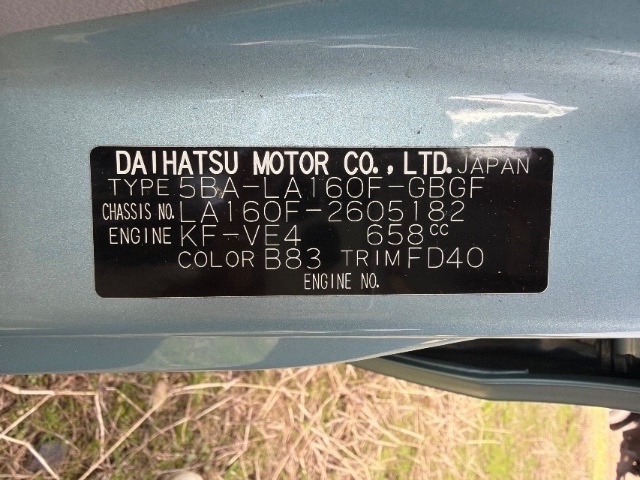 DAIHATSU MOTOR CO., LTD. JAPAN
TYPE 5BA-LA160F-GBGF
CHASSIS NO. LA160F-2605182
ENGINE KF-VE4 658cc
COLOR B83 TRIM FD40
ENGINE NO.